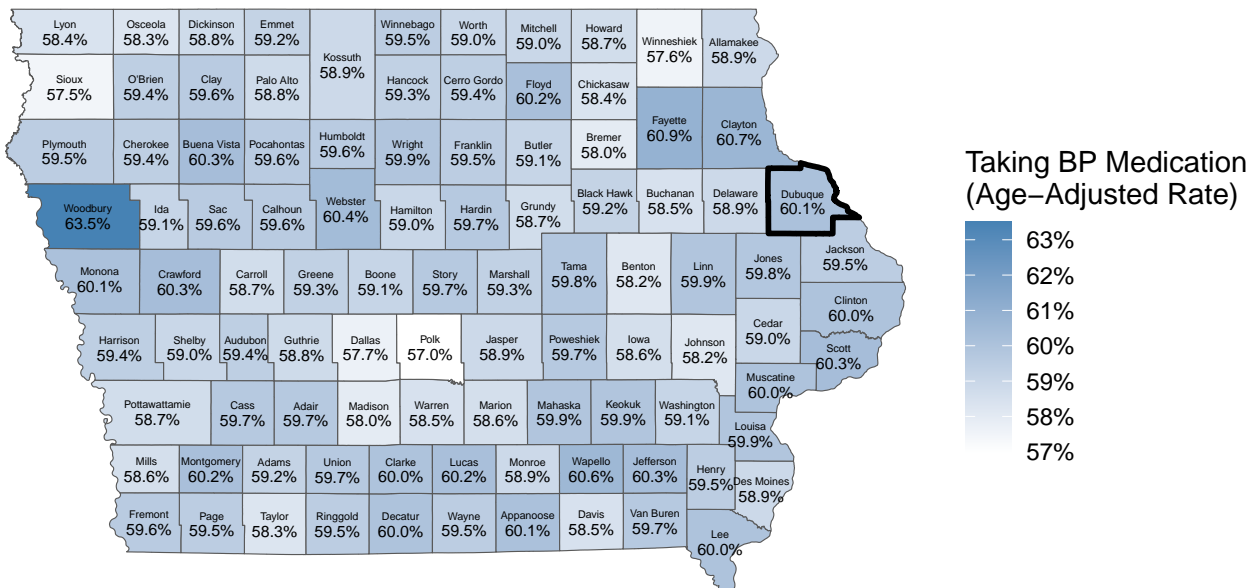 Lyon
58.4%
Osceola
58.3%
Dickinson
58.8%
Emmet
59.2%
Winnebago
59.5%
Worth
59.0%
Mitchell
59.0%
Howard
58.7%
Winneshiek
57.6%
Allamakee
58.9%
Kossuth
58.9%
Sioux
57.5%
O'Brien
59.4%
Clay
59.6%
Palo Alto
58.8%
Hancock
59.3%
Cerro Gordo
59.4%
Floyd
60.2%
Chickasaw
58.4%
Fayette
60.9%
Clayton
60.7%
Plymouth
59.5%
Cherokee
59.4%
Buena Vista
60.3%
Pocahontas
59.6%
Humboldt
59.6%
Wright
59.9%
Franklin
59.5%
Butler
59.1%
Bremer
58.0%
Woodbury
63.5%
Ida
59.1%
Sac
59.6%
Calhoun
59.6%
Webster
60.4%
Hamilton
59.0%
Hardin
59.7%
Grundy
58.7%
Black Hawk
59.2%
Buchanan
58.5%
Delaware
58.9%
Dubuque
60.1%
Monona
60.1%
Crawford
60.3%
Carroll
58.7%
Greene
59.3%
Boone
59.1%
Story
59.7%
Marshall
59.3%
Tama
59.8%
Benton
58.2%
Linn
59.9%
Jones
59.8%
Jackson
59.5%
Clinton
60.0%
Harrison
59.4%
Shelby
59.0%
Audubon
59.4%
Guthrie
58.8%
Dallas
57.7%
Polk
57.0%
Jasper
58.9%
Poweshiek
59.7%
Iowa
58.6%
Johnson
58.2%
Cedar
59.0%
Scott
60.3%
Muscatine
60.0%
Pottawattamie
58.7%
Cass
59.7%
Adair
59.7%
Madison
58.0%
Warren
58.5%
Marion
58.6%
Mahaska
59.9%
Keokuk
59.9%
Washington
59.1%
Louisa
59.9%
Mills
58.6%
Montgomery
60.2%
Adams
59.2%
Union
59.7%
Clarke
60.0%
Lucas
60.2%
Monroe
58.9%
Wapello
60.6%
Jefferson
60.3%
Henry
59.5%
Des Moines
58.9%
Fremont
59.6%
Page
59.5%
Taylor
58.3%
Ringgold
59.5%
Decatur
60.0%
Wayne
59.5%
Appanoose
60.1%
Davis
58.5%
Van Buren
59.7%
Lee
60.0%
Taking BP Medication
(Age−Adjusted Rate)
63%
62%
61%
60%
59%
58%
57%